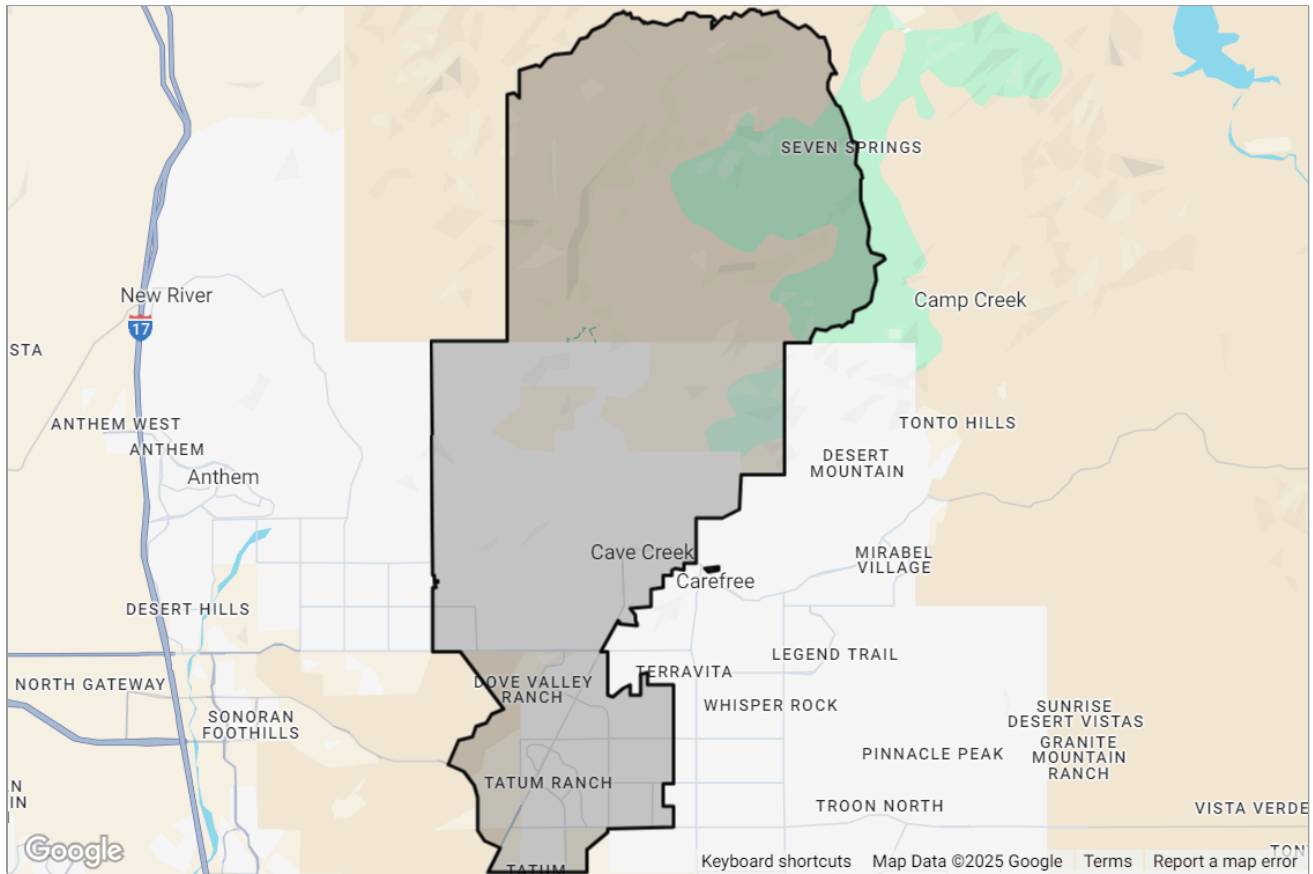 SEVEN SPRINGS
New River
17
Camp Creek
STA
ANTHEM WEST
ANTHEM
Anthem
TONTO HILLS
DESERT
MOUNTAIN
Cave Creek
Carefree
MIRABEL
VILLAGE
DESERT HILLS
LEGEND TRAIL
TERRAVITA
DOVE VALLEY
RANCH
NORTH GATEWAY
WHISPER ROCK
SONORAN
FOOTHILLS
SUNRISE
DESERT VISTAS
GRANITE
MOUNTAIN
RANCH
PINNACLE PEAK
TATUM RANCH
TROON NORTH
VISTA VERDE
N
IN
TATUM
TON
Google
Keyboard shortcuts Map Data ©2025 Google Terms Report a map error